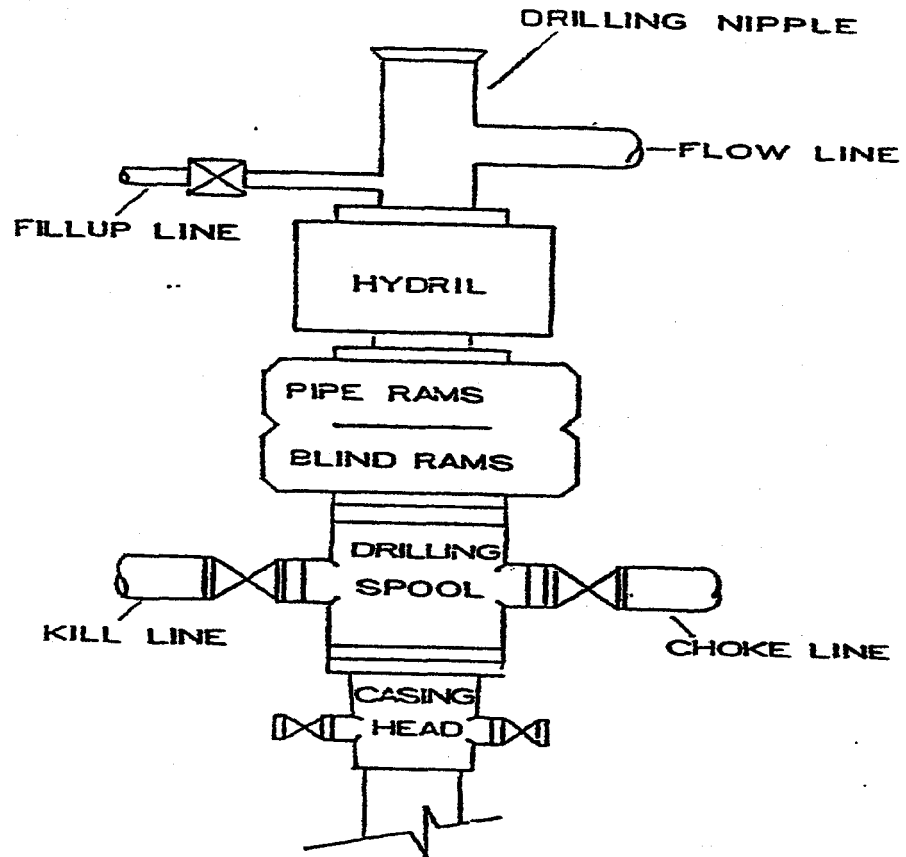 DRILLING NIPPLE
FLOW LINE
FILLUP LINE
HYDRIL
PIPE RAMS
BLIND RAMS
DRILLING
SPOOL
KILL LINE
CHOKE LINE
CASING
HEAD